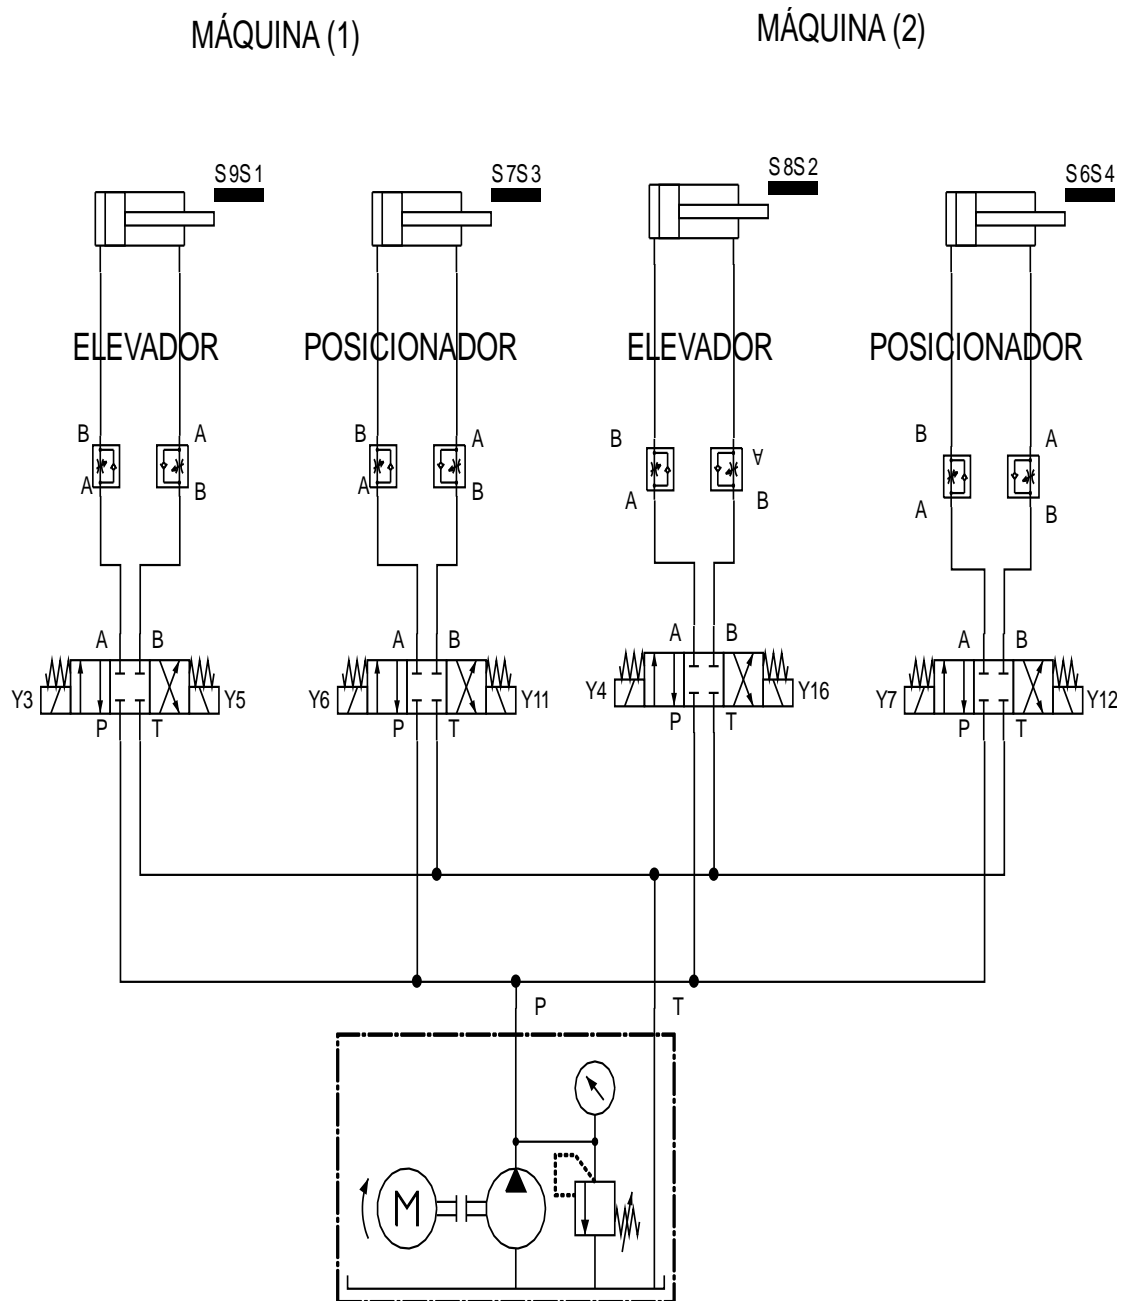 MÁQUINA (1)
MÁQUINA (2)
S9S1
S7S3
S8S2
S6S4
ELEVADOR
POSICIONADOR
ELEVADOR
POSICIONADOR
B
A
B
A
B
A
B
A
A
B
A
B
A
B
A
B
A
B
A
B
A
B
A
B
Y3
Y5
Y6
Y11
Y4
Y16
Y7
Y12
P
T
P
T
P
T
P
T
P
T
M